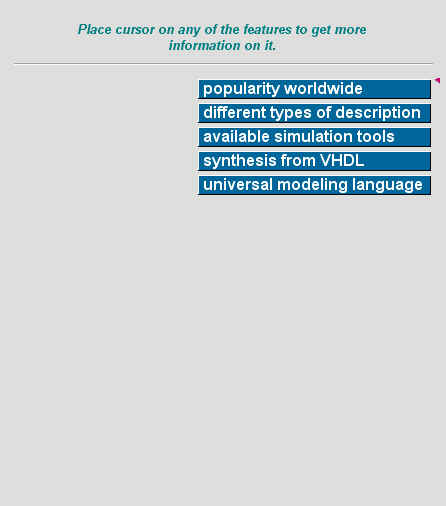 Place cursor on any of the features to get more
information on it.
popularity worldwide
different types of description
available simulation tools
synthesis from VHDL
universal modeling language